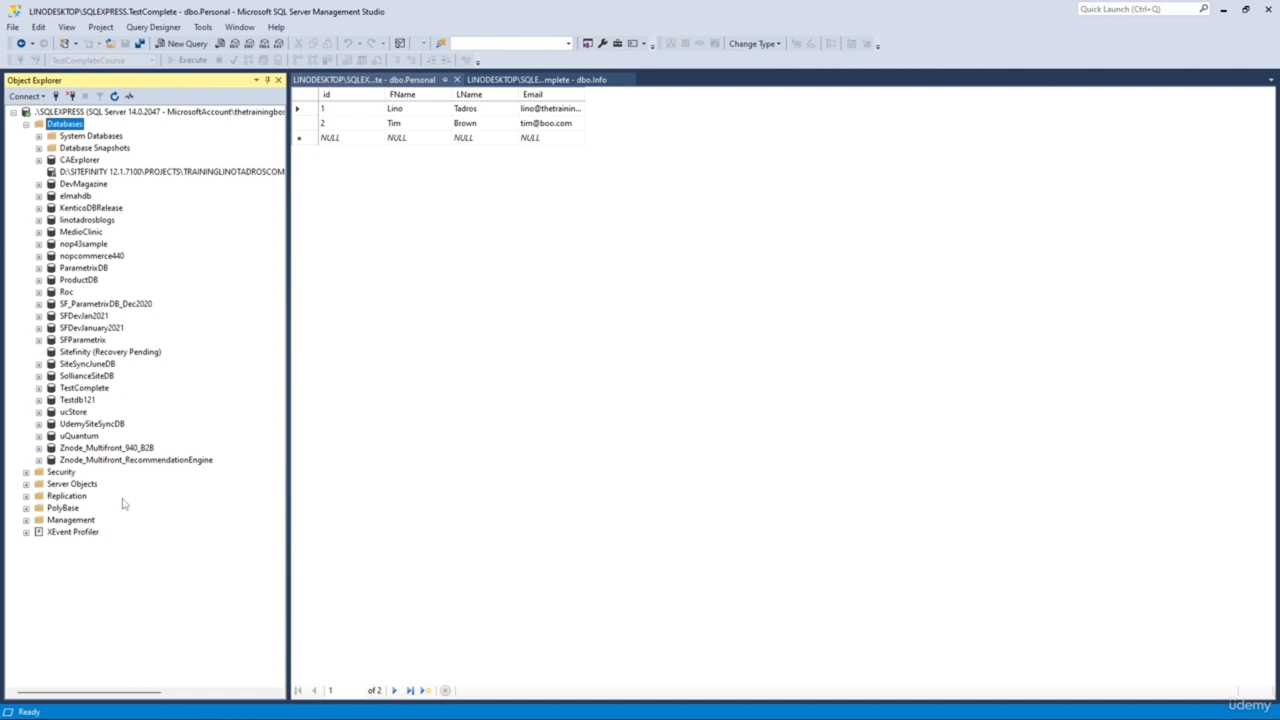 LINODESKTOP\SQLEXPRESS.TestComplete - dbo.Personal - Microsoft SQL Server Management Studio
Quick Launch (Ctrl+Q)
File Edit View Project Query Designer Tools Window Help
New Query
Change Type
TestCompleteCourse
Execute
Object Explorer
LINODESKTOP\SQLEX...te - dbo.Personal
LINODESKTOP\SQLE...mplete - dbo.Info
Connect
.\SQLEXPRESS (SQL Server 14.0.2047 - MicrosoftAccount\thetrainingbos
Databases
System Databases
Database Snapshots
CAExplorer
D:\SITEFINITY 12.1.7100\PROJECTS\TRAININGLINOTADROSCOM
DevMagazine
elmahdb
KenticoDBRelease
linotadrosblogs
MedioClinic
nop43sample
nopcommerce440
ParametrixDB
ProductDB
Roc
SF_ParametrixDB_Dec2020
SFDevJan2021
SFDevJanuary2021
SFParametrix
Sitefinity (Recovery Pending)
SiteSyncJuneDB
SollianceSiteDB
TestComplete
Testdb121
ucStore
UdemySiteSyncDB
uQuantum
Znode_Multifront_940_B2B
Znode_Multifront_RecommendationEngine
Security
Server Objects
Replication
PolyBase
Management
XEvent Profiler
id FName LName Email
1 Lino Tadros lino@thetrainin...
2 Tim Brown tim@boo.com
NULL NULL NULL NULL
1 of 2
Ready
udemy